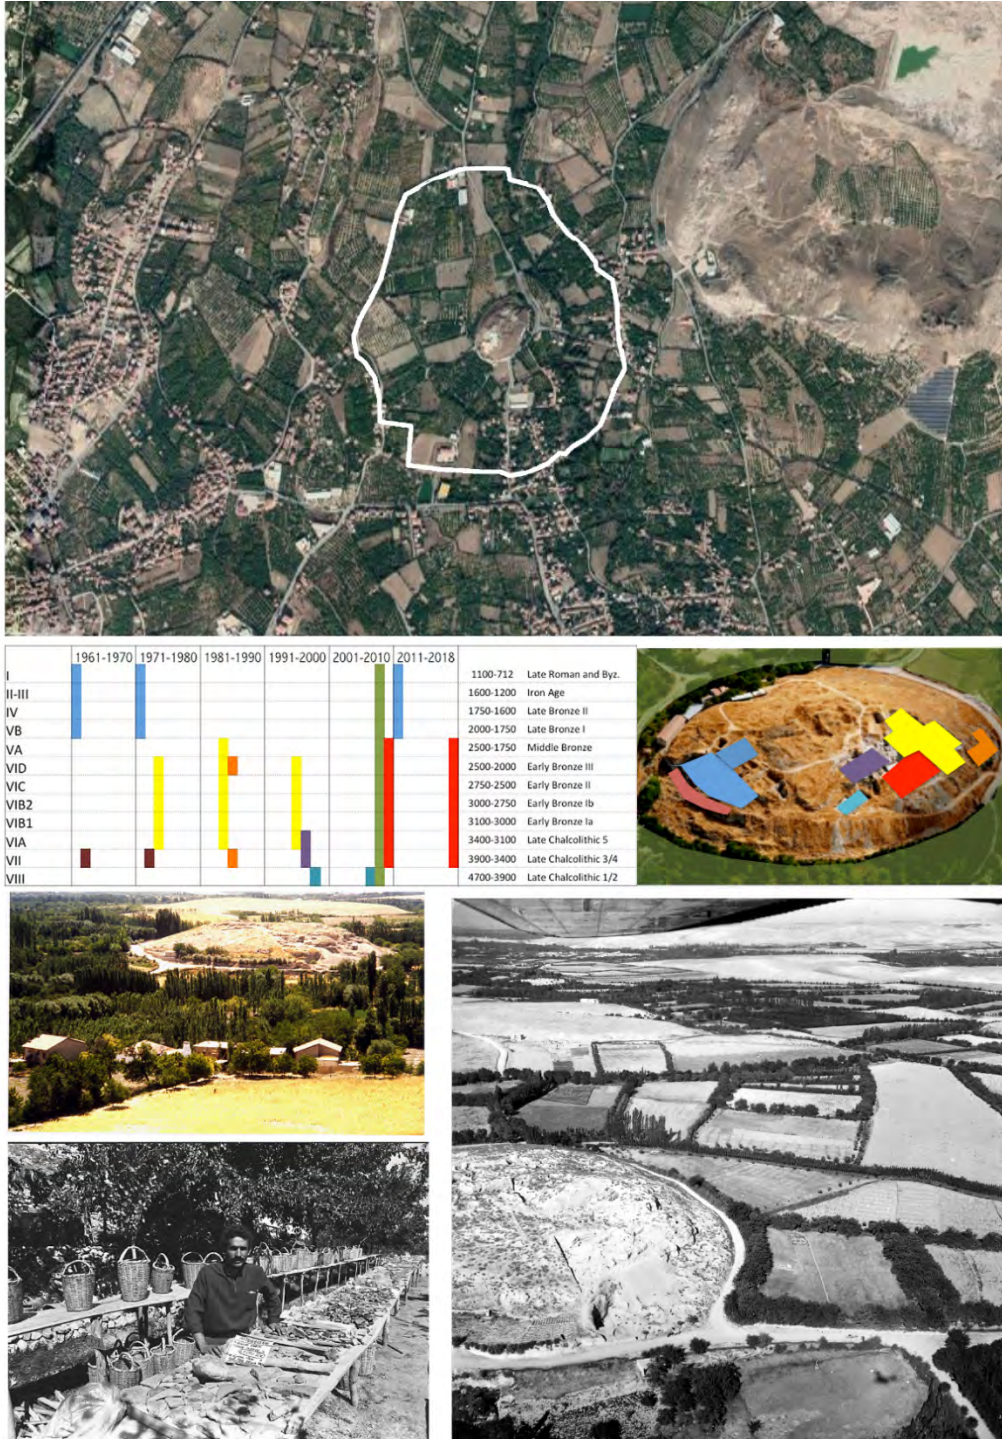 1961-1970 1971-1980 1981-1990 1991-2000 2001-2010 2011-2018
I 1100-712 Late Roman and Byz.
II-III 1600-1200 Iron Age
IV 1750-1600 Late Bronze II
VB 2000-1750 Late Bronze I
VA 2500-1750 Middle Bronze
VID 2500-2000 Early Bronze III
VIC 2750-2500 Early Bronze II
VIB2 3000-2750 Early Bronze Ib
VIB1 3100-3000 Early Bronze Ia
VIA 3400-3100 Late Chalcolithic 5
VII 3900-3400 Late Chalcolithic 3/4
VIII 4700-3900 Late Chalcolithic 1/2